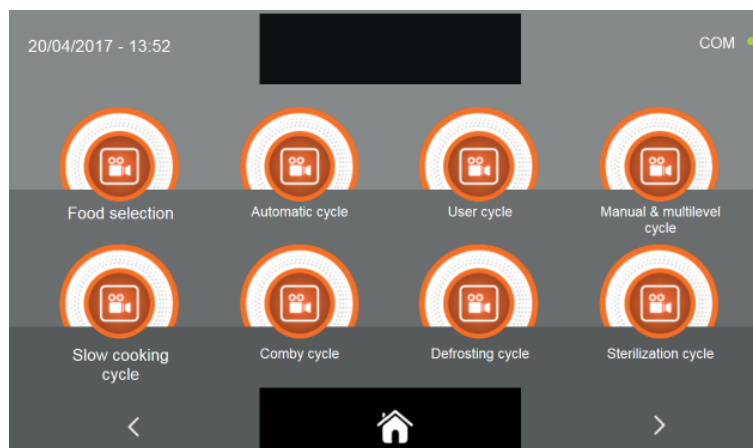 20/04/2017 - 13:52
COM
Food selection
Automatic cycle
User cycle
Manual & multilevel
cycle
Slow cooking
cycle
Comby cycle
Defrosting cycle
Sterilization cycle